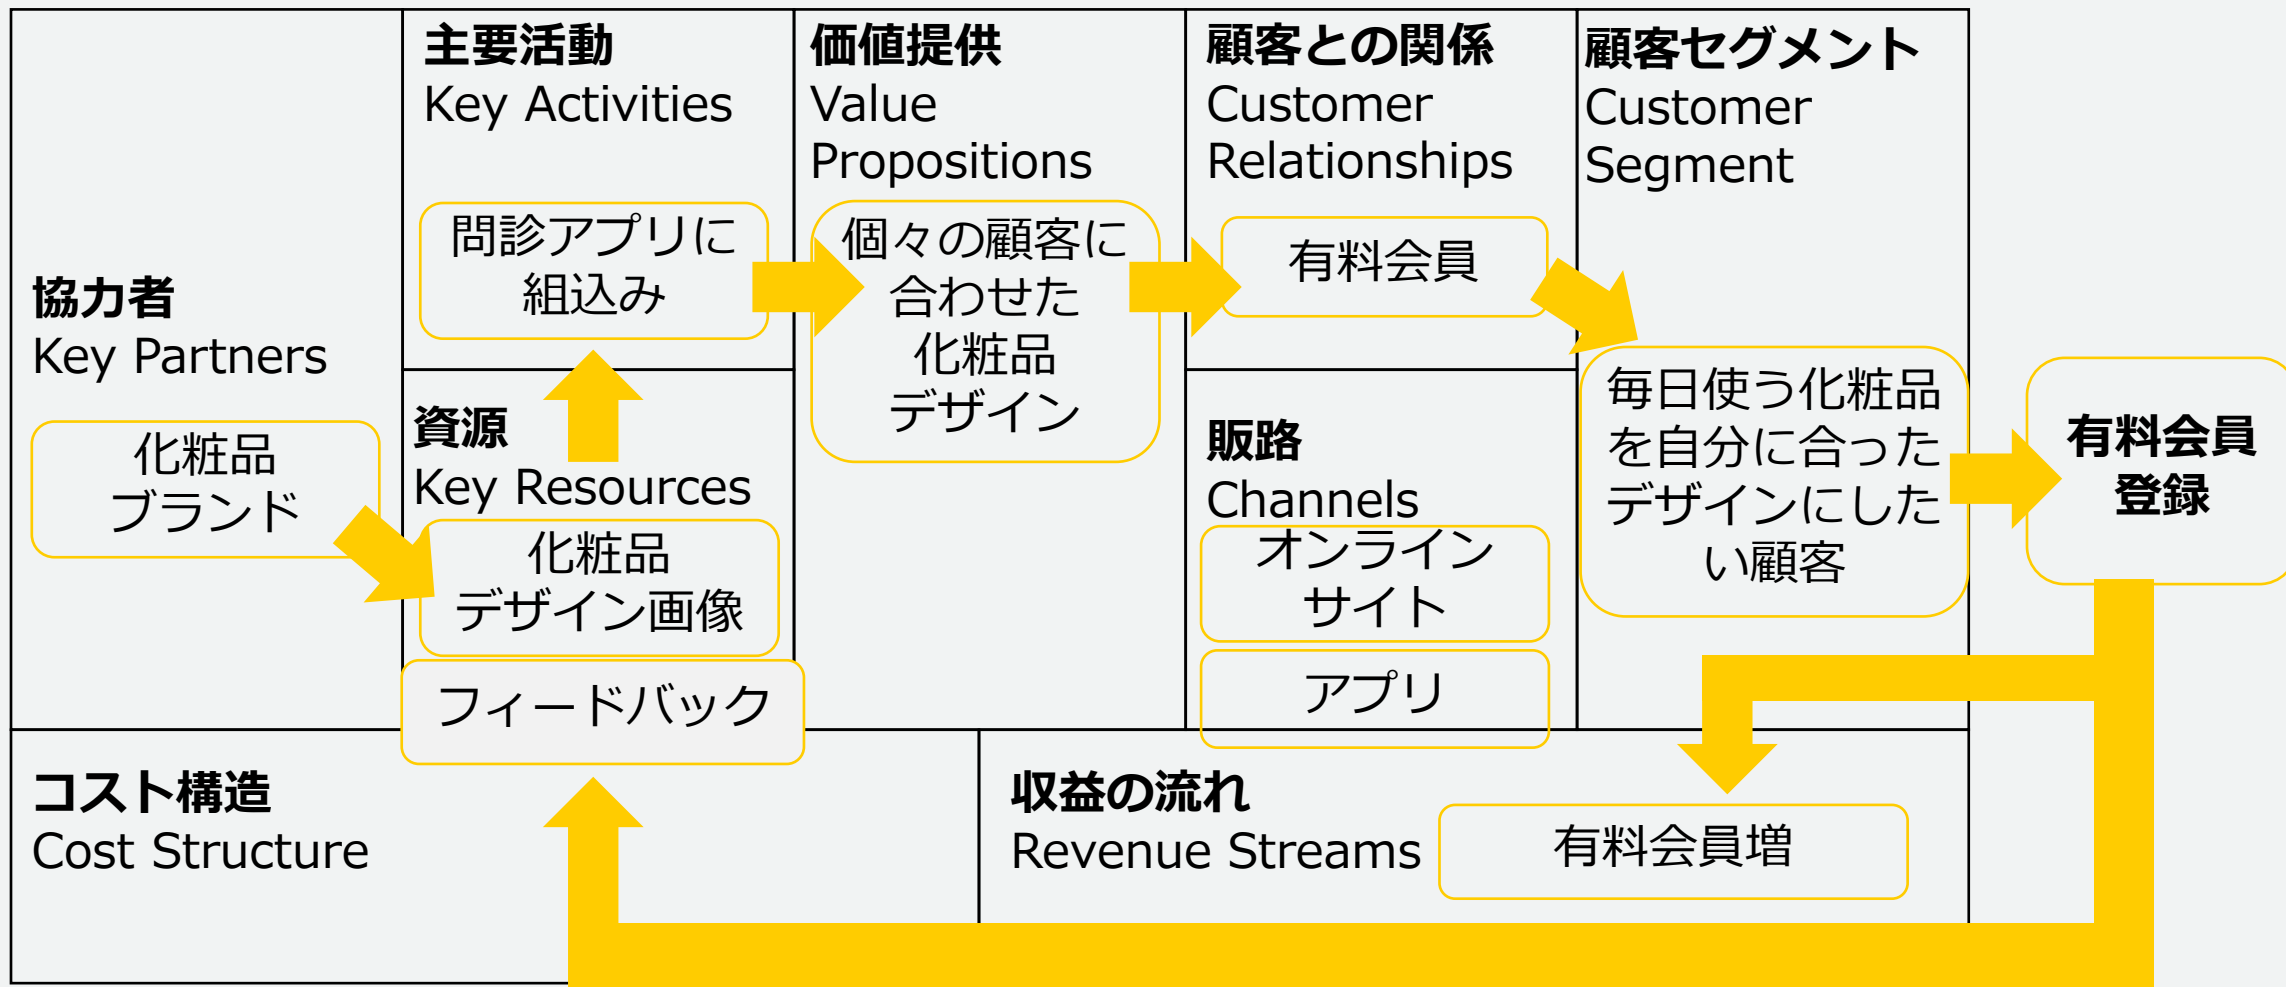 協力者
Key Partners
化粧品
ブランド
主要活動
Key Activities
問診アプリに
組込み
資源
Key Resources
化粧品
デザイン画像
フィードバック
価値提供
Value
Propositions
個々の顧客に
合わせた
化粧品
デザイン
顧客との関係
Customer
Relationships
有料会員
販路
Channels
オンライン
サイト
アプリ
顧客セグメント
Customer
Segment
毎日使う化粧品
を自分に合った
デザインにした
い顧客
有料会員
登録
コスト構造
Cost Structure
収益の流れ
Revenue Streams
有料会員増